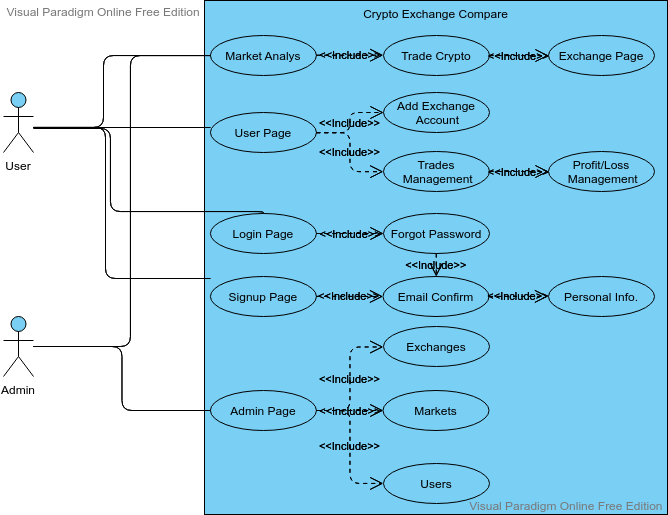 Visual Paradigm Online Free Edition
Crypto Exchange Compare
Market Analys
<<Include>>
Trade Crypto
<<Include>>
Exchange Page
User
User Page
<<Include>>
Add Exchange
Account
<<Include>>
Trades
Management
<<Include>>
Profit/Loss
Management
Login Page
<<Include>>
Forgot Password
<<Include>>
Signup Page
<<Include>>
Email Confirm
<<Include>>
Personal Info.
Admin
Exchanges
<<Include>>
Admin Page
<<Include>>
Markets
<<Include>>
Users
Visual Paradigm Online Free Edition